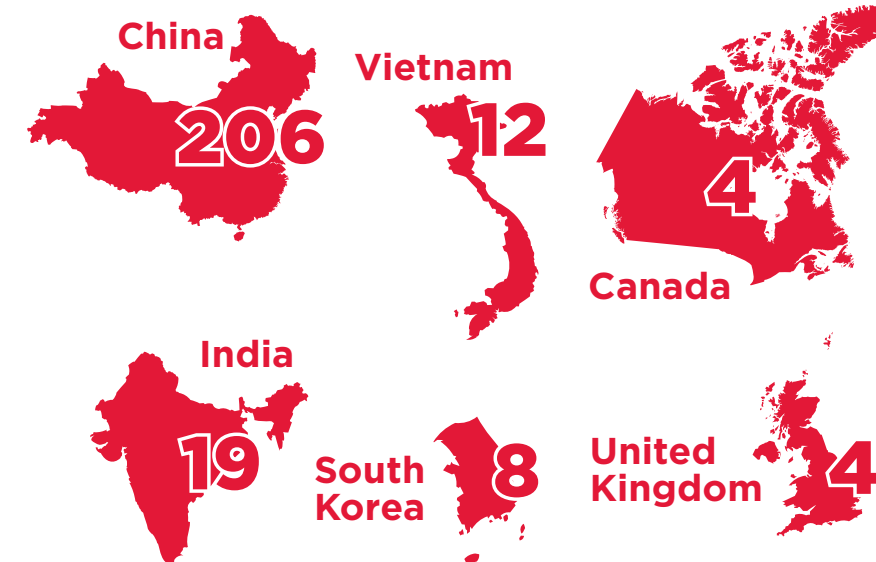 China
206
Vietnam
12
Canada
4
India
19
South
Korea
8
United
Kingdom
4